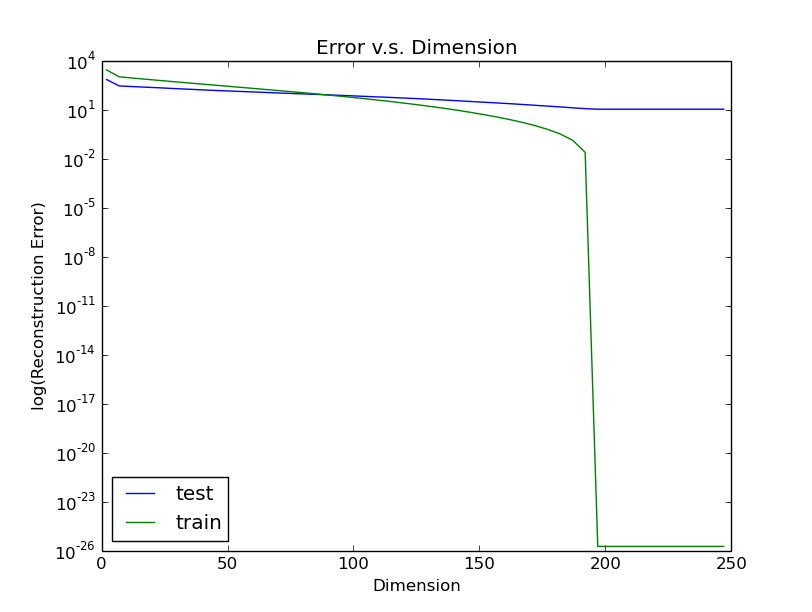 Error v.s. Dimension
log(Reconstruction Error)
10^4
10^1
10^-2
10^-5
10^-8
10^-11
10^-14
10^-17
10^-20
10^-23
10^-26
test
train
0 50 100 150 200 250
Dimension